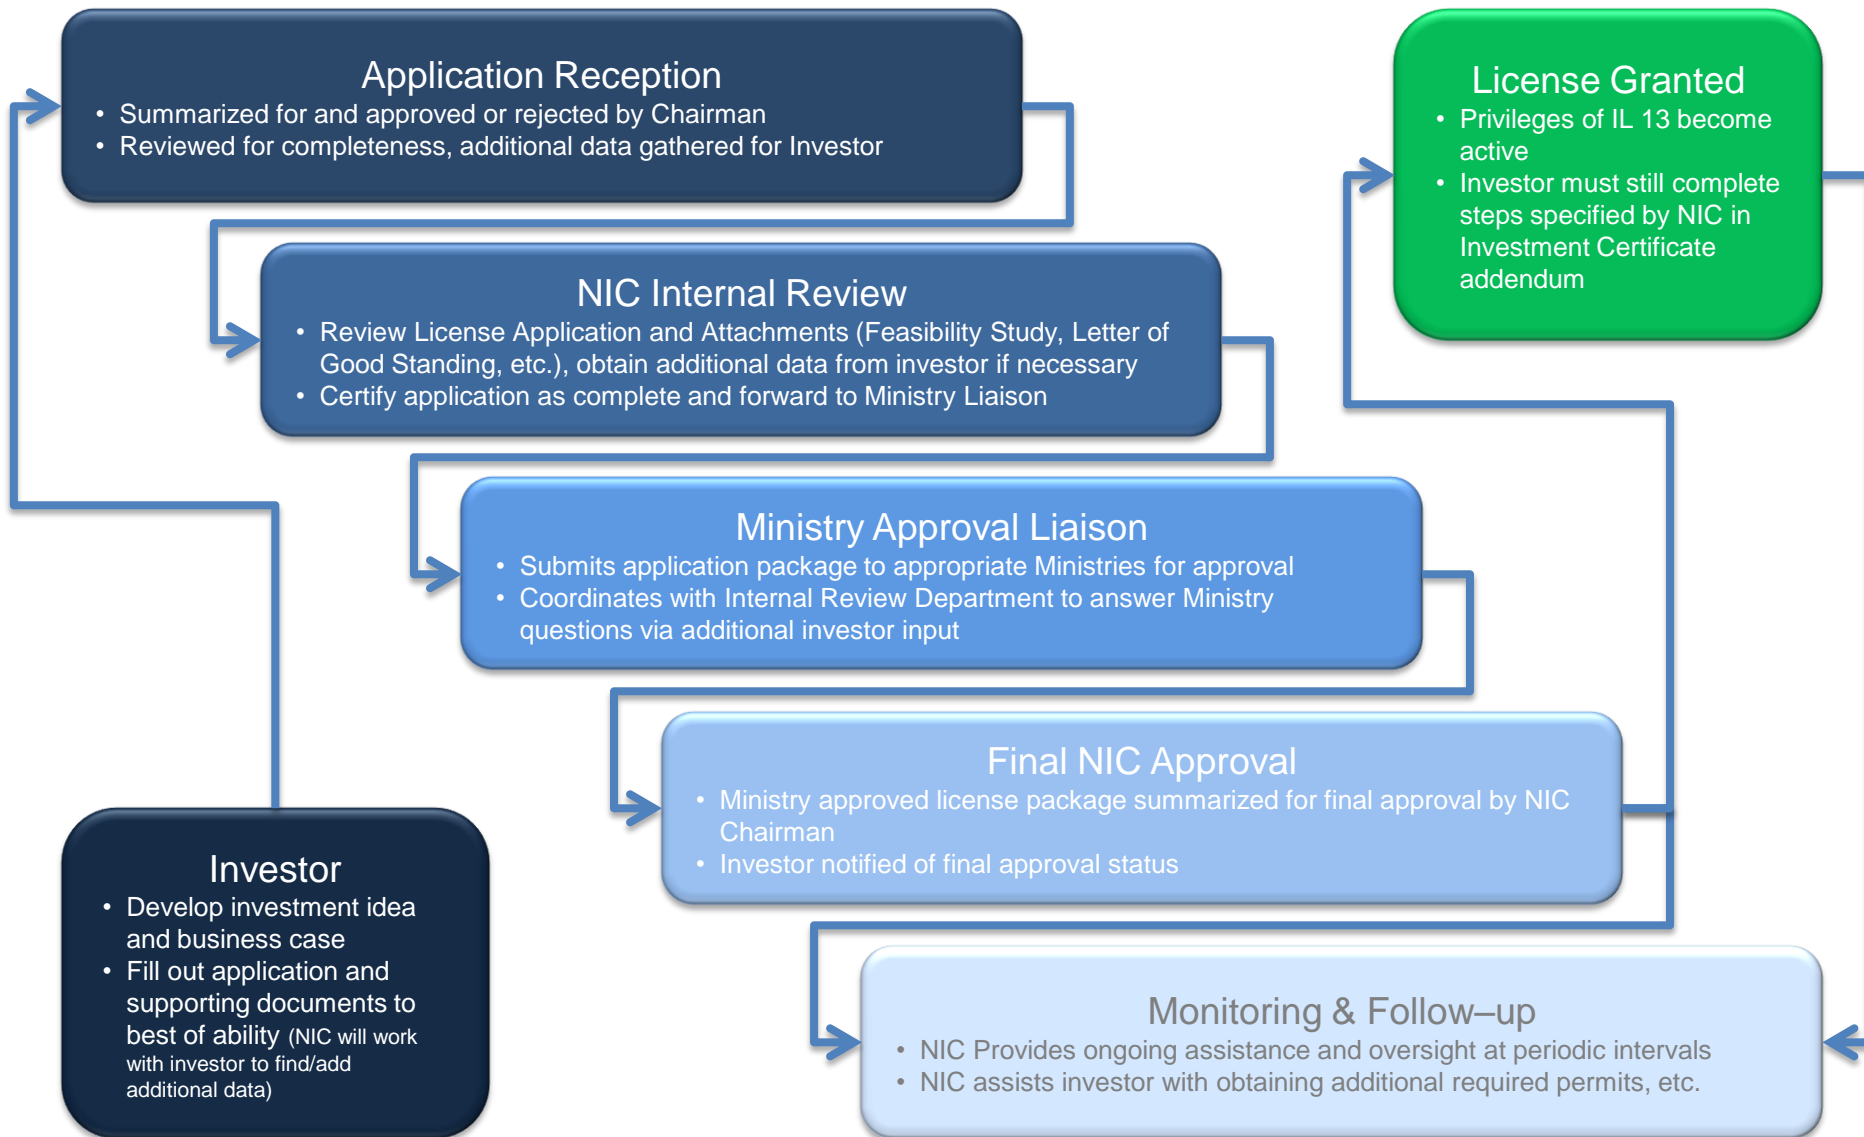 Application Reception
• Summarized for and approved or rejected by Chairman
• Reviewed for completeness, additional data gathered for Investor
NIC Internal Review
• Review License Application and Attachments (Feasibility Study, Letter of
Good Standing, etc.), obtain additional data from investor if necessary
• Certify application as complete and forward to Ministry Liaison
Ministry Approval Liaison
• Submits application package to appropriate Ministries for approval
• Coordinates with Internal Review Department to answer Ministry
questions via additional investor input
Final NIC Approval
• Ministry approved license package summarized for final approval by NIC
Chairman
• Investor notified of final approval status
Monitoring & Follow–up
• NIC Provides ongoing assistance and oversight at periodic intervals
• NIC assists investor with obtaining additional required permits, etc.
License Granted
• Privileges of IL 13 become
active
• Investor must still complete
steps specified by NIC in
Investment Certificate
addendum
Investor
• Develop investment idea
and business case
• Fill out application and
supporting documents to
best of ability (NIC will work
with investor to find/add
additional data)